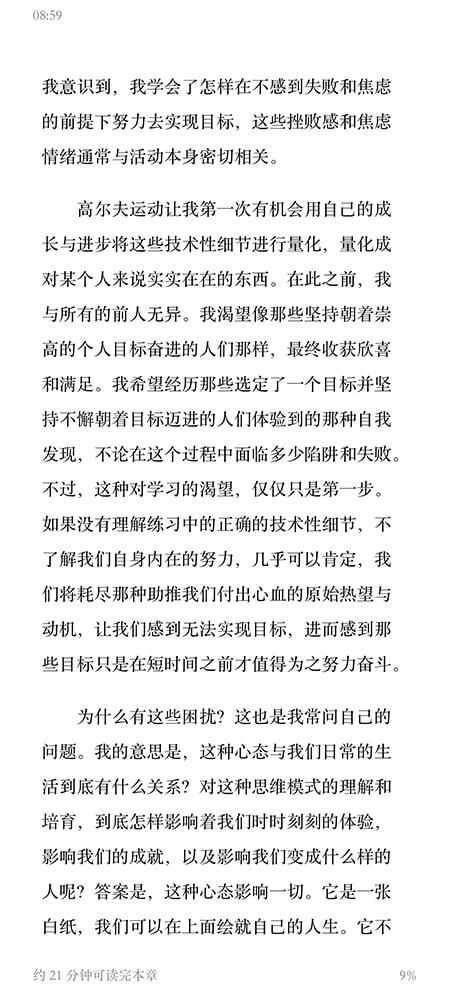 08:59
我意识到，我学会了怎样在不感到失败和焦虑
的前提下努力去实现目标，这些挫败感和焦虑
情绪通常与活动本身密切相关。
高尔夫运动让我第一次有机会用自己的成
长与进步将这些技术性细节进行量化，量化成
对某个人来说实实在在的东西。在此之前，我
与所有的前人无异。我渴望像那些坚持朝着崇
高的个人目标奋进的人们那样，最终收获欣喜
和满足。我希望经历那些选定了一个目标并坚
持不懈朝着目标迈进的人们体验到的那种自我
发现，不论在这个过程中面临多少陷阱和失败。
不过，这种对学习的渴望，仅仅只是第一步。
如果没有理解练习中的正确的技术性细节，不
了解我们自身内在的努力，几乎可以肯定，我
们将耗尽那种助推我们付出心血的原始热望与
动机，让我们感到无法实现目标，进而感到那
些目标只是在短时间之前才值得为之努力奋斗。
为什么有这些困扰？这也是我常问自己的
问题。我的意思是，这种心态与我们日常的生
活到底有什么关系？对这种思维模式的理解和
培育，到底怎样影响着我们时时刻刻的体验，
影响我们的成就，以及影响我们变成什么样的
人呢？答案是，这种心态影响一切。它是一张
白纸，我们可以在上面绘就自己的人生。它不
约 21 分钟可读完本章
9%